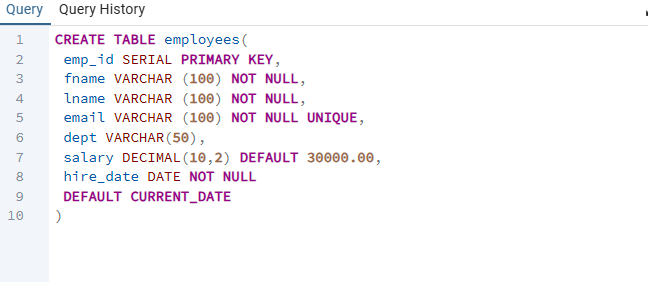 Query Query History
1 CREATE TABLE employees(
2 emp_id SERIAL PRIMARY KEY,
3 fname VARCHAR (100) NOT NULL,
4 lname VARCHAR (100) NOT NULL,
5 email VARCHAR (100) NOT NULL UNIQUE,
6 dept VARCHAR(50),
7 salary DECIMAL(10,2) DEFAULT 30000.00,
8 hire_date DATE NOT NULL
9 DEFAULT CURRENT_DATE
10 )